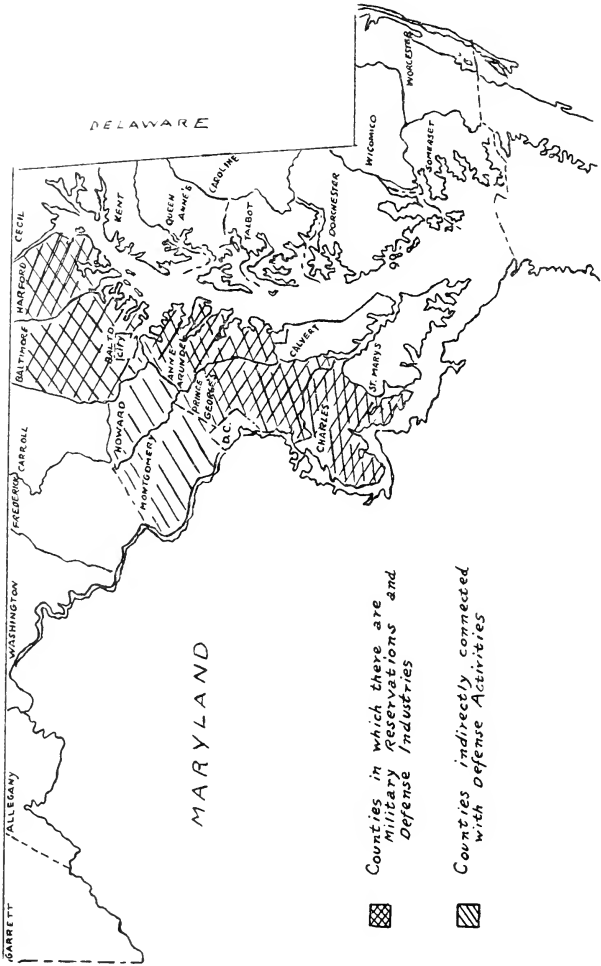 GARRETT
ALLEGANY
WASHINGTON
FREDERICK
CARROLL
BALTIMORE
HARFORD
CECIL
BALTO.
(City)
HOWARD
MONTGOMERY
ANNE
ARUNDEL
PRINCE
GEORGE'S
D.C.
KENT
QUEEN
ANNE'S
CAROLINE
TALBOT
DELAWARE
CALVERT
CHARLES
ST. MARYS
DORCHESTER
WICOMICO
WORCESTER
SOMERSET
MARYLAND
Counties in which there are
Military Reservations and
Defense Industries
Counties indirectly connected
with Defense Activities